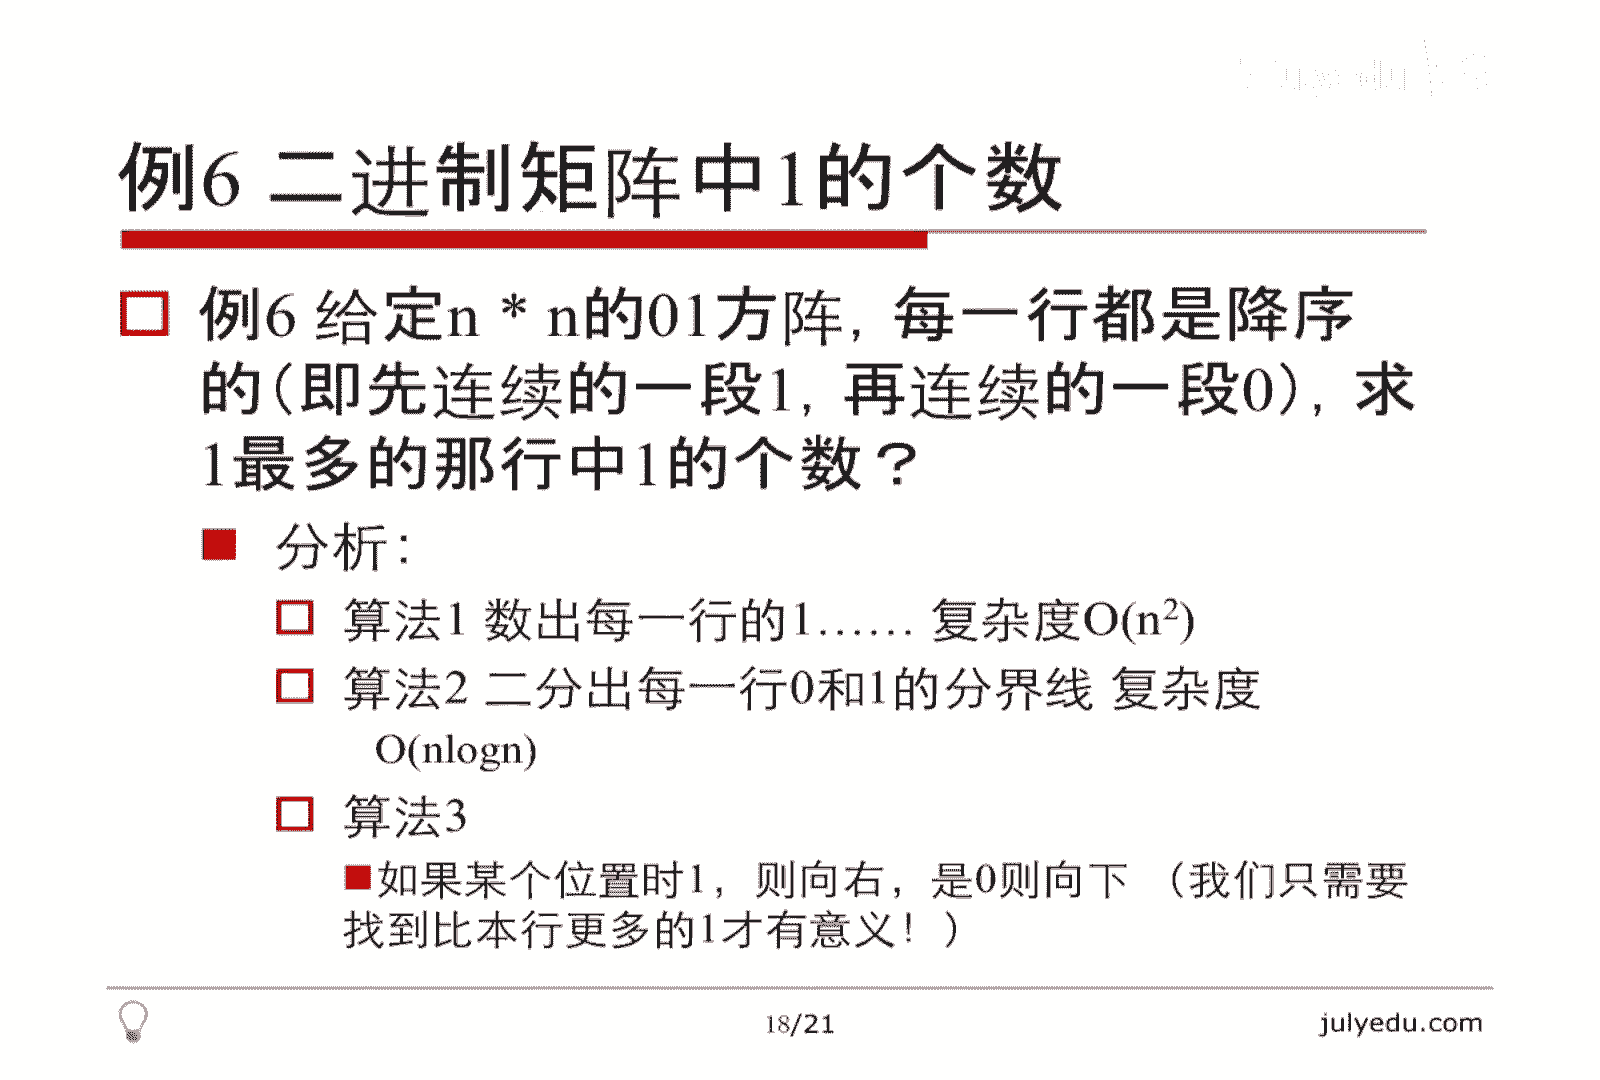 例6 二进制矩阵中1的个数
例6 给定n * n的01方阵，每一行都是降序
的（即先连续的一段1，再连续的一段0），求
1最多的那行中1的个数？
分析：
算法1 数出每一行的1…… 复杂度O(n²)
算法2 二分出每一行0和1的分界线 复杂度
O(nlogn)
算法3
如果某个位置时1，则向右，是0则向下 （我们只需要
找到比本行更多的1才有意义！）
18/21
julyedu.com